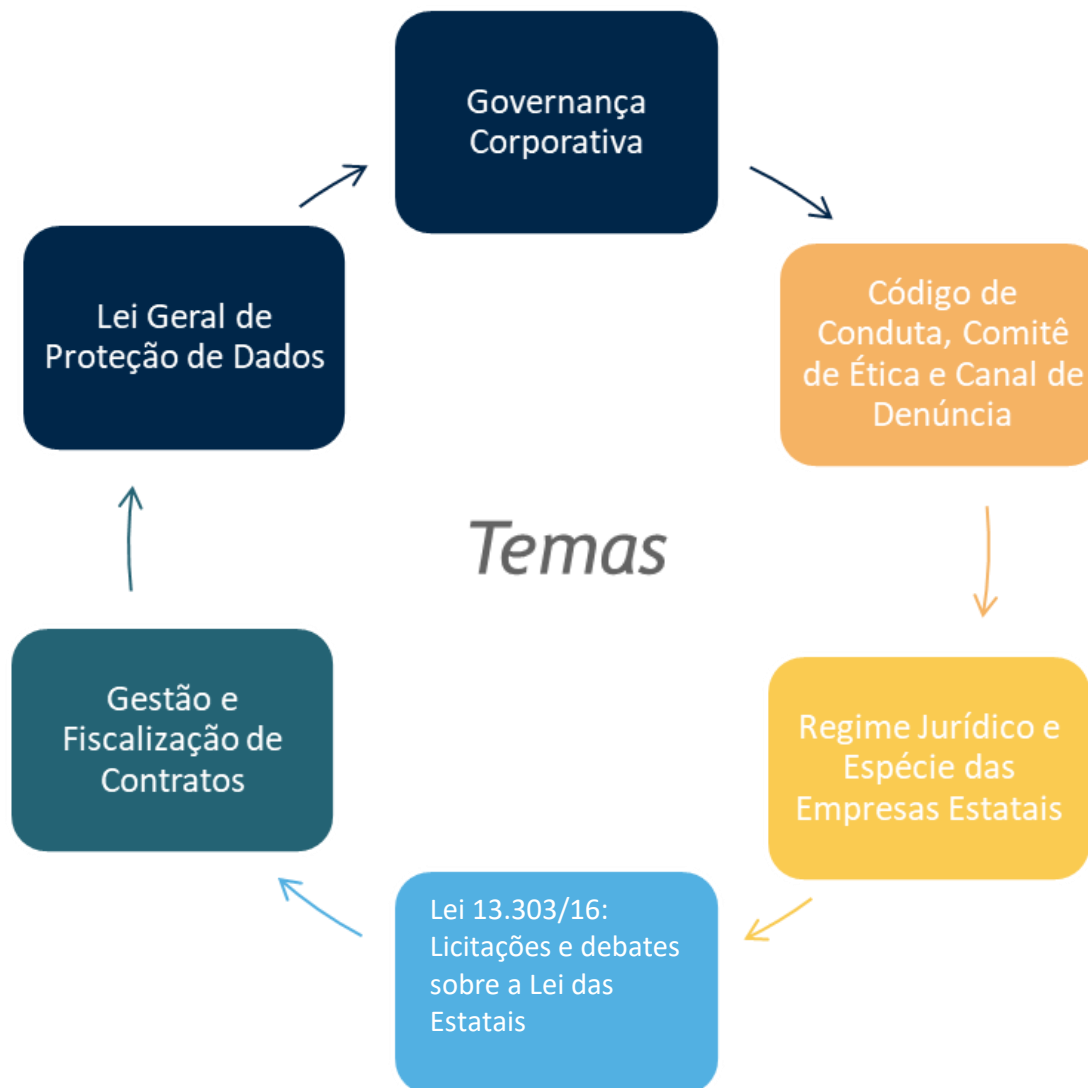 Governança
Corporativa
Código de
Conduta, Comitê
de Ética e Canal de
Denúncia
Regime Jurídico e
Espécie das
Empresas Estatais
Lei 13.303/16:
Licitações e debates
sobre a Lei das
Estatais
Gestão e
Fiscalização de
Contratos
Lei Geral de
Proteção de Dados
Temas